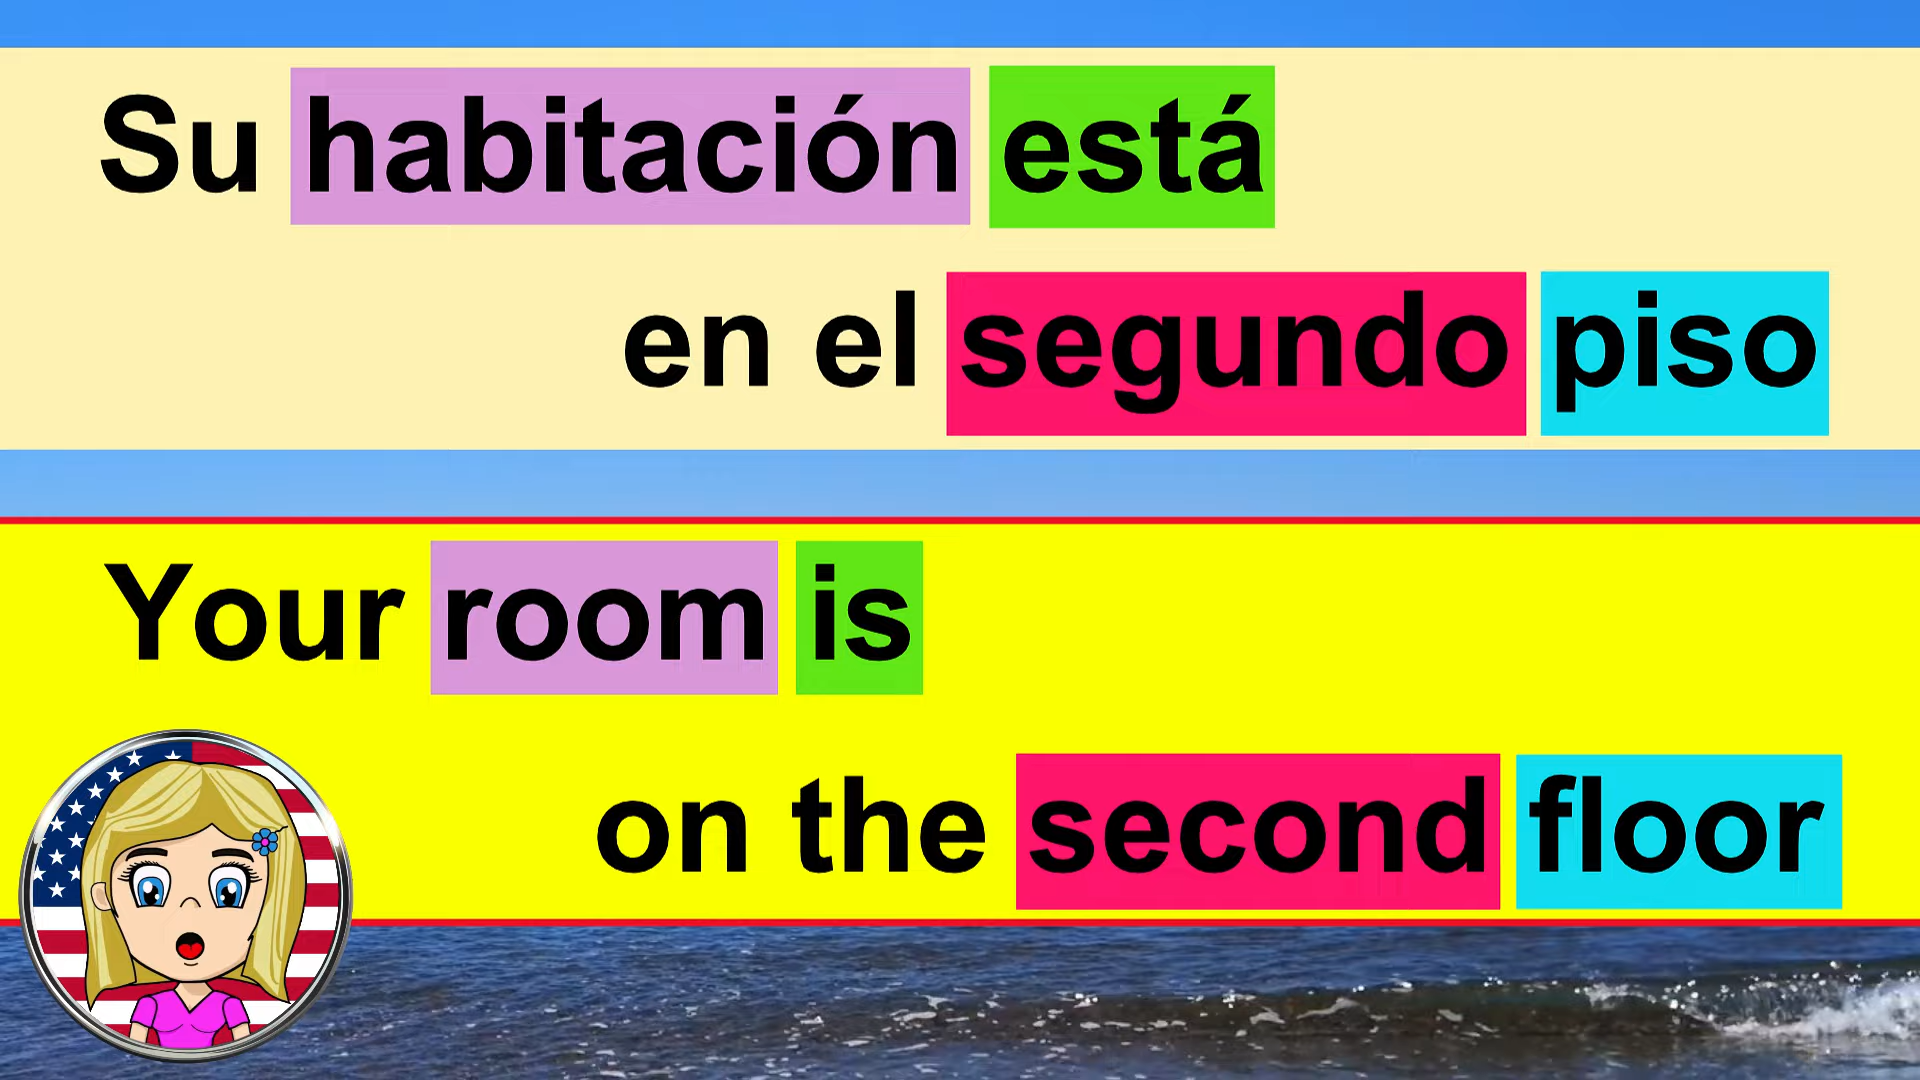 Su habitación está
en el segundo piso
Your room is
on the second floor